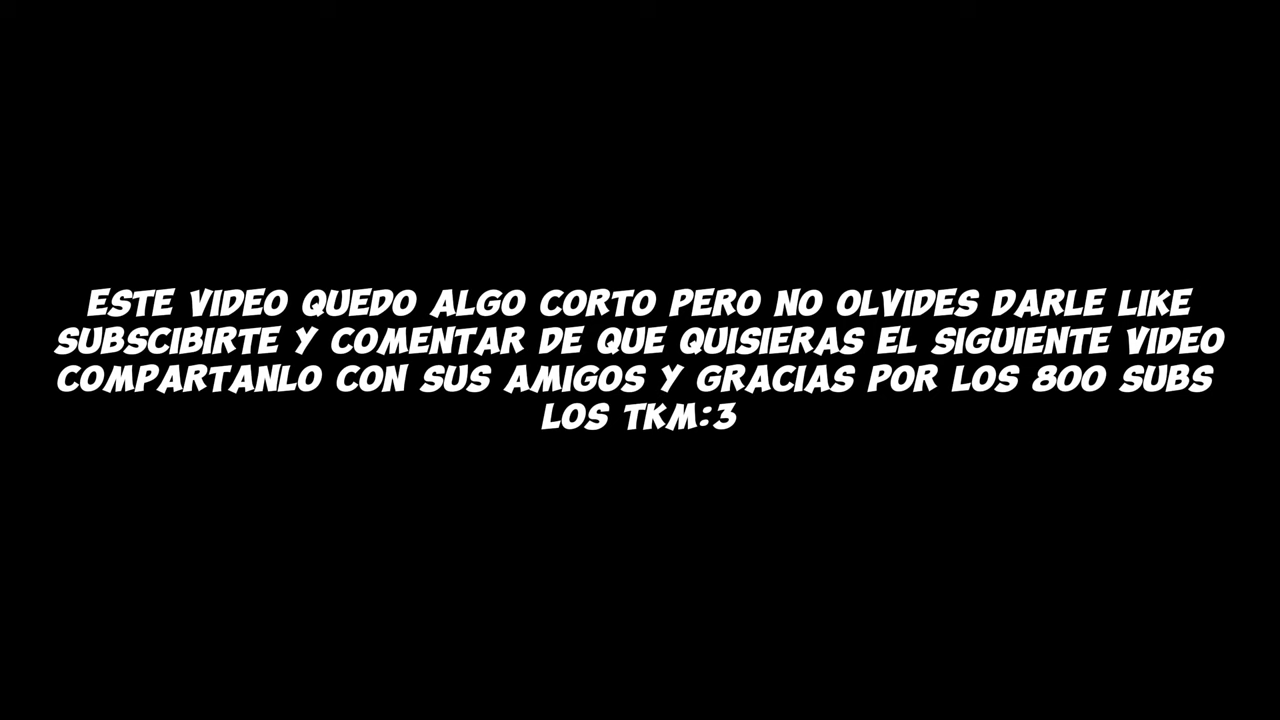 ESTE VIDEO QUEDO ALGO CORTO PERO NO OLVIDES DARLE LIKE
SUBSCIBIRTE Y COMENTAR DE QUE QUISIERAS EL SIGUIENTE VIDEO
COMPARTANLO CON SUS AMIGOS Y GRACIAS POR LOS 800 SUBS
LOS TKM:3